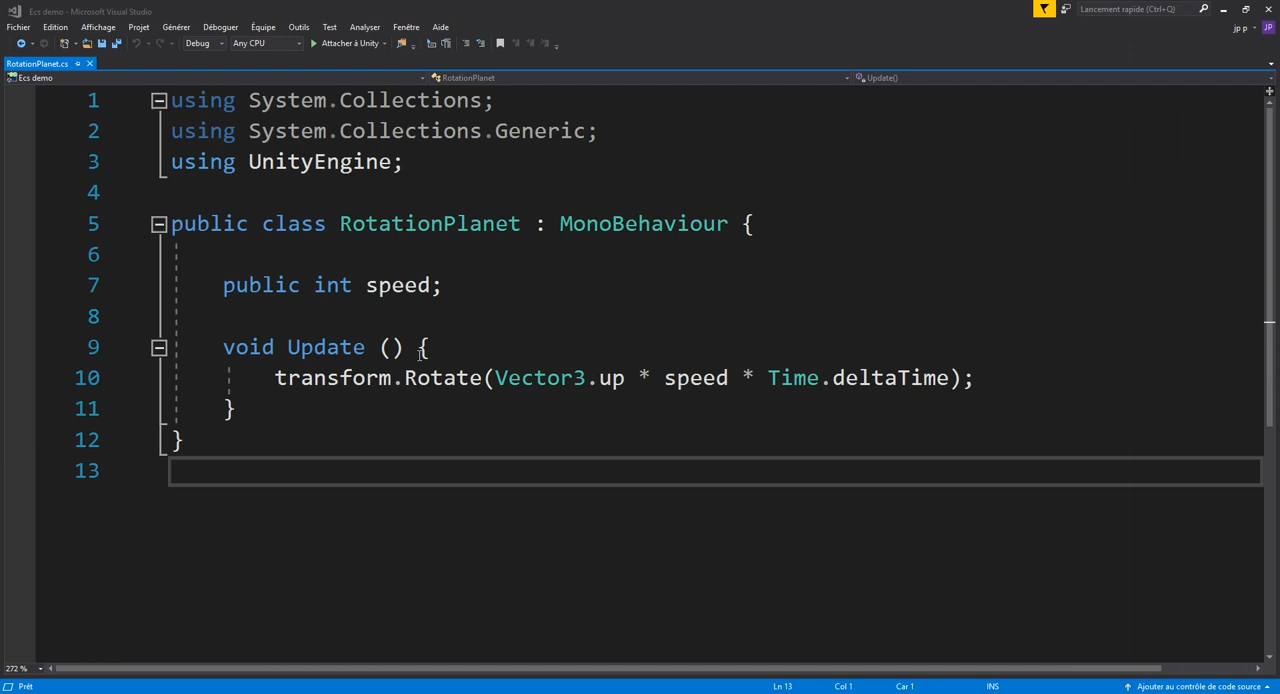 Ecs demo - Microsoft Visual Studio
Lancement rapide (Ctrl+Q)
Fichier Edition Affichage Projet Générer Déboguer Équipe Outils Test Analyser Fenêtre Aide
jp p JP
Debug Any CPU Attacher à Unity
RotationPlanet.cs
Ecs demo RotationPlanet Update()
1 using System.Collections;
2 using System.Collections.Generic;
3 using UnityEngine;
4
5 public class RotationPlanet : MonoBehaviour {
6
7 public int speed;
8
9 void Update () {
10 transform.Rotate(Vector3.up * speed * Time.deltaTime);
11 }
12 }
13
272 %
Prêt Ln 13 Col 1 Car 1 INS Ajouter au contrôle de code source